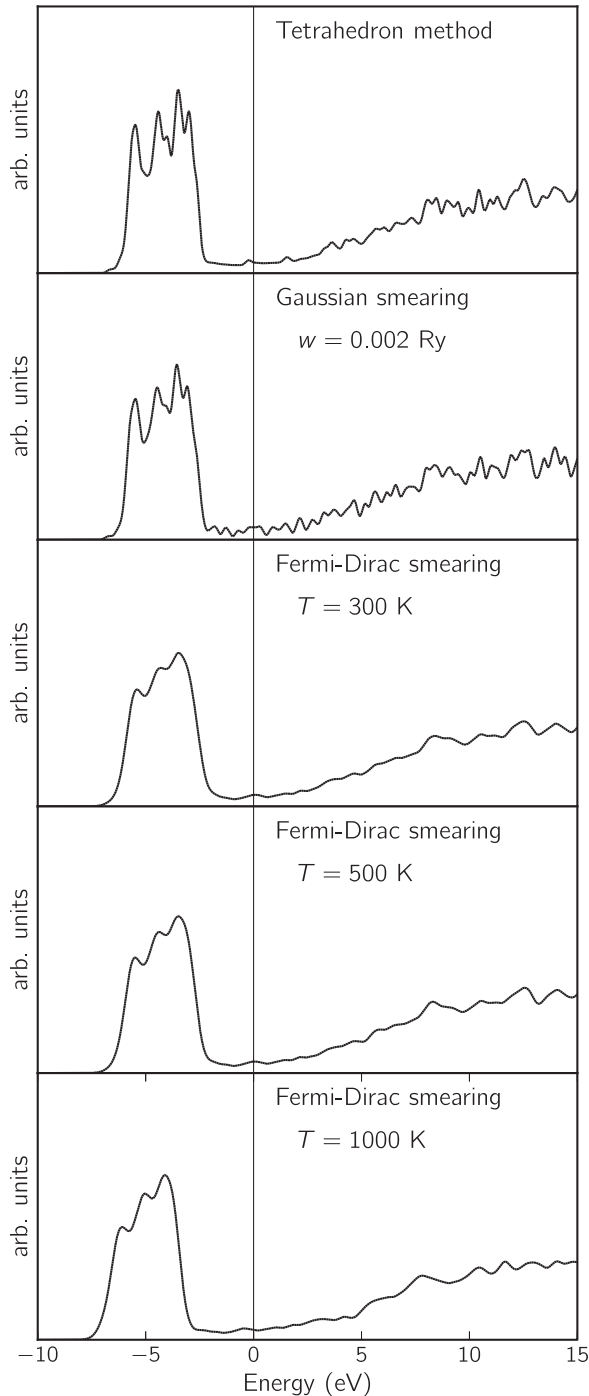 Tetrahedron method
arb. units
Gaussian smearing
w = 0.002 Ry
arb. units
Fermi-Dirac smearing
T = 300 K
arb. units
Fermi-Dirac smearing
T = 500 K
arb. units
Fermi-Dirac smearing
T = 1000 K
arb. units
−10 −5 0 5 10 15
Energy (eV)